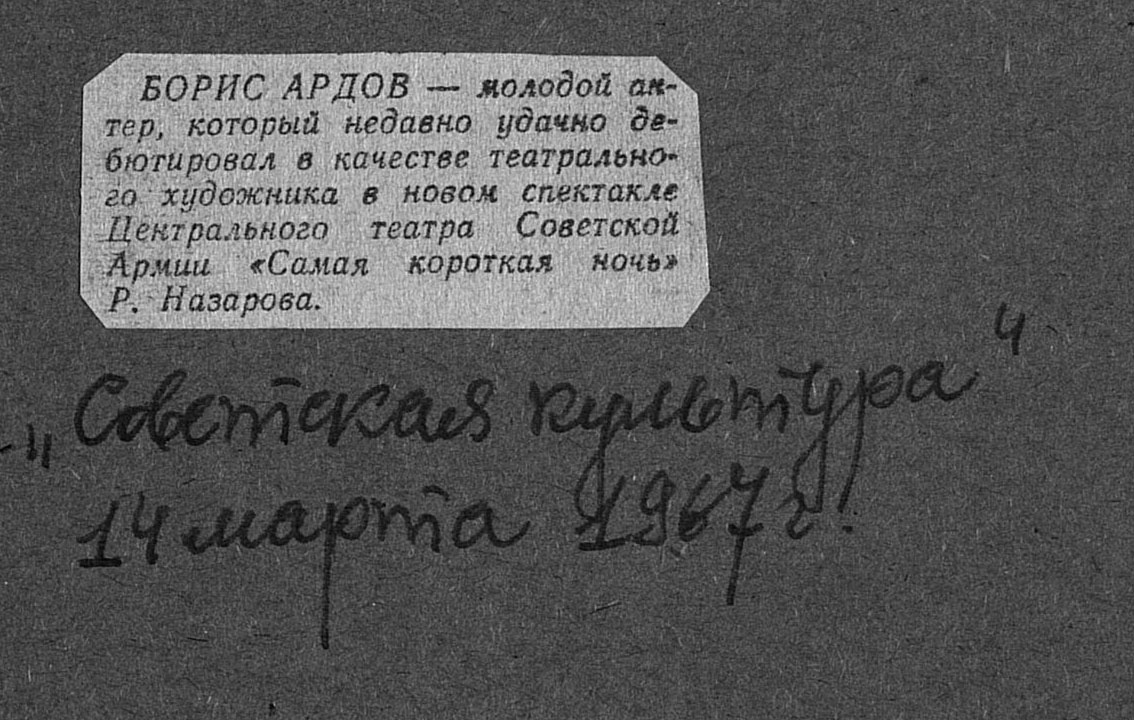 БОРИС АРДОВ — молодой ак-
тер, который недавно удачно де-
бютировал в качестве театрально-
го художника в новом спектакле
Центрального театра Советской
Армии «Самая короткая ночь»
Р. Назарова.
„Советская культура"
14 марта 1967 г.